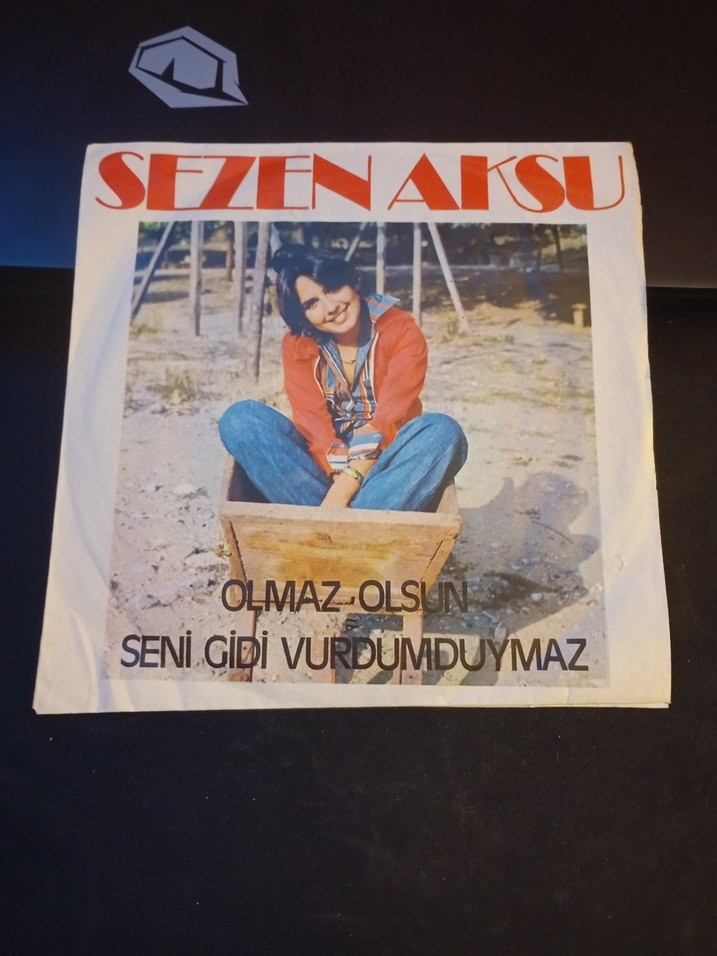 SEZEN AKSU
OLMAZ OLSUN
SENİ GİDİ VURDUMDUYMAZ